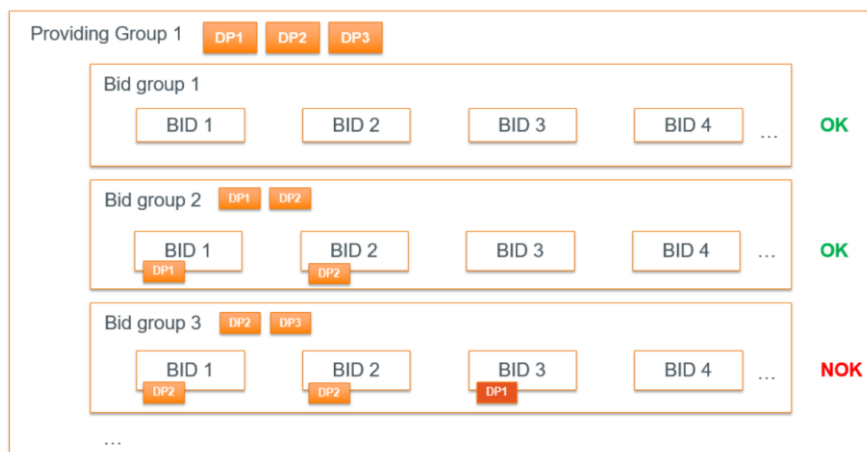 Providing Group 1 DP1 DP2 DP3
Bid group 1
BID 1 BID 2 BID 3 BID 4 ... OK
Bid group 2 DP1 DP2
BID 1 BID 2 BID 3 BID 4 ... OK
DP1 DP2
Bid group 3 DP2 DP3
BID 1 BID 2 BID 3 BID 4 ... NOK
DP2 DP2 DP1
...